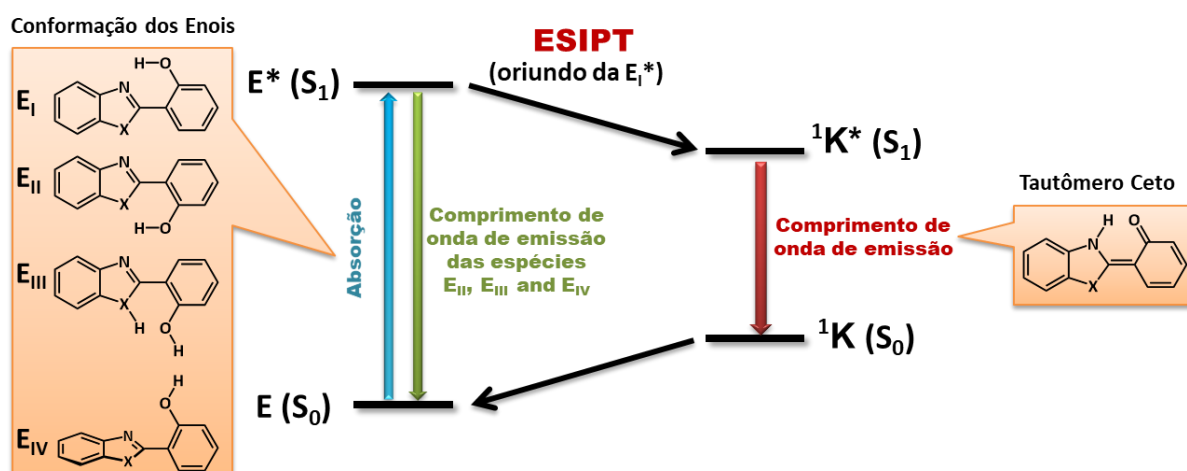 Conformação dos Enois
E_I
H-O
N
X
E_II
N
X
H-O
E_III
N
X
H
O
H
E_IV
H
O
N
X
E* (S₁)
Absorção
Comprimento de
onda de emissão
das espécies
E_II, E_III and E_IV
E (S₀)
ESIPT
(oriundo da E_I*)
¹K* (S₁)
Comprimento de
onda de emissão
¹K (S₀)
Tautômero Ceto
H
O
N
X